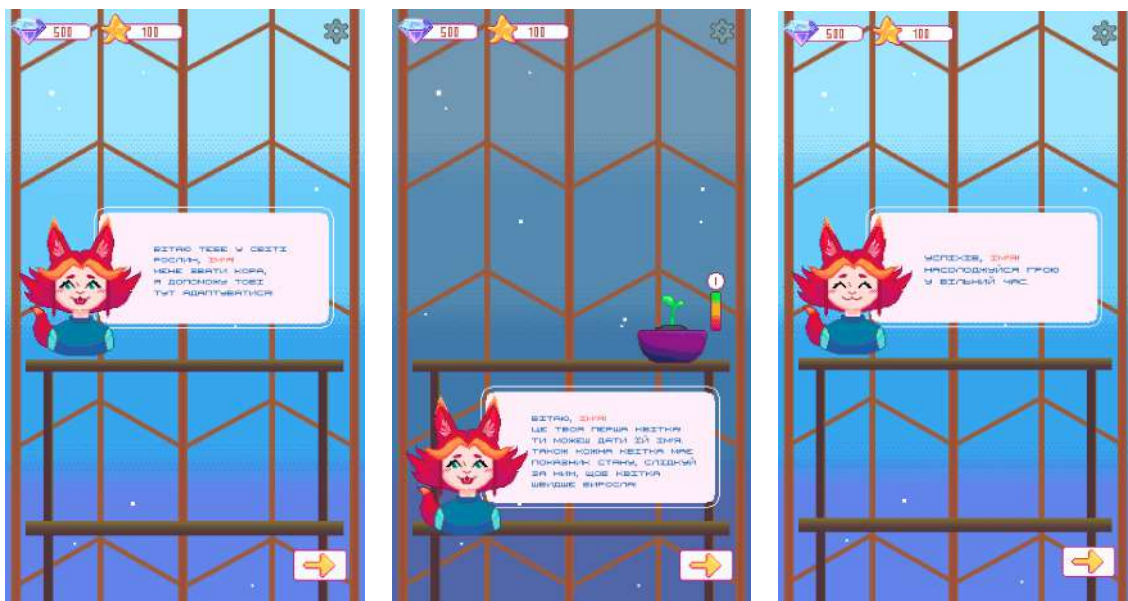 500
100
ВІТАЮ ТЕБЕ У СВІТІ
РОСЛИН, ІМ'Я!
МЕНЕ ЗВАТИ КОРА,
Я ДОПОМОЖУ ТОБІ
ТУТ АДАПТУВАТИСЯ!
500
100
ВІТАЮ, ІМ'Я!
ЦЕ ТВОЯ ПЕРША КВІТКА!
ТИ МОЖЕШ ДАТИ ЇЙ ІМ'Я.
ТАКОЖ КОЖНА КВІТКА МАЄ
ПОКАЗНИК СТАНУ, СЛІДКУЙ
ЗА НИМ, ЩОБ КВІТКА
ШВИДШЕ ВИРОСЛА!
500
100
УСПІХІВ, ІМ'Я!
НАСОЛОДЖУЙСЯ ГРОЮ
У ВІЛЬНИЙ ЧАС.